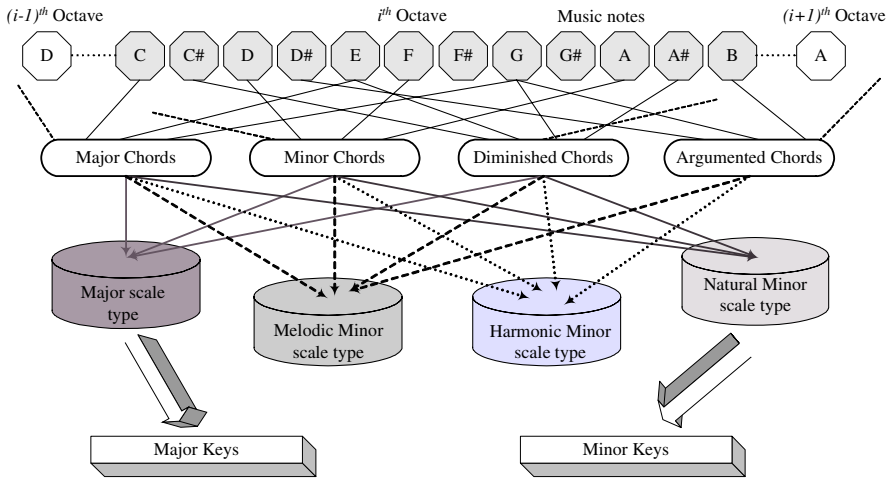 (i-1)th Octave
ith Octave
Music notes
(i+1)th Octave
D
C
C#
D
D#
E
F
F#
G
G#
A
A#
B
A
Major Chords
Minor Chords
Diminished Chords
Argumented Chords
Major scale
type
Melodic Minor
scale type
Harmonic Minor
scale type
Natural Minor
scale type
Major Keys
Minor Keys